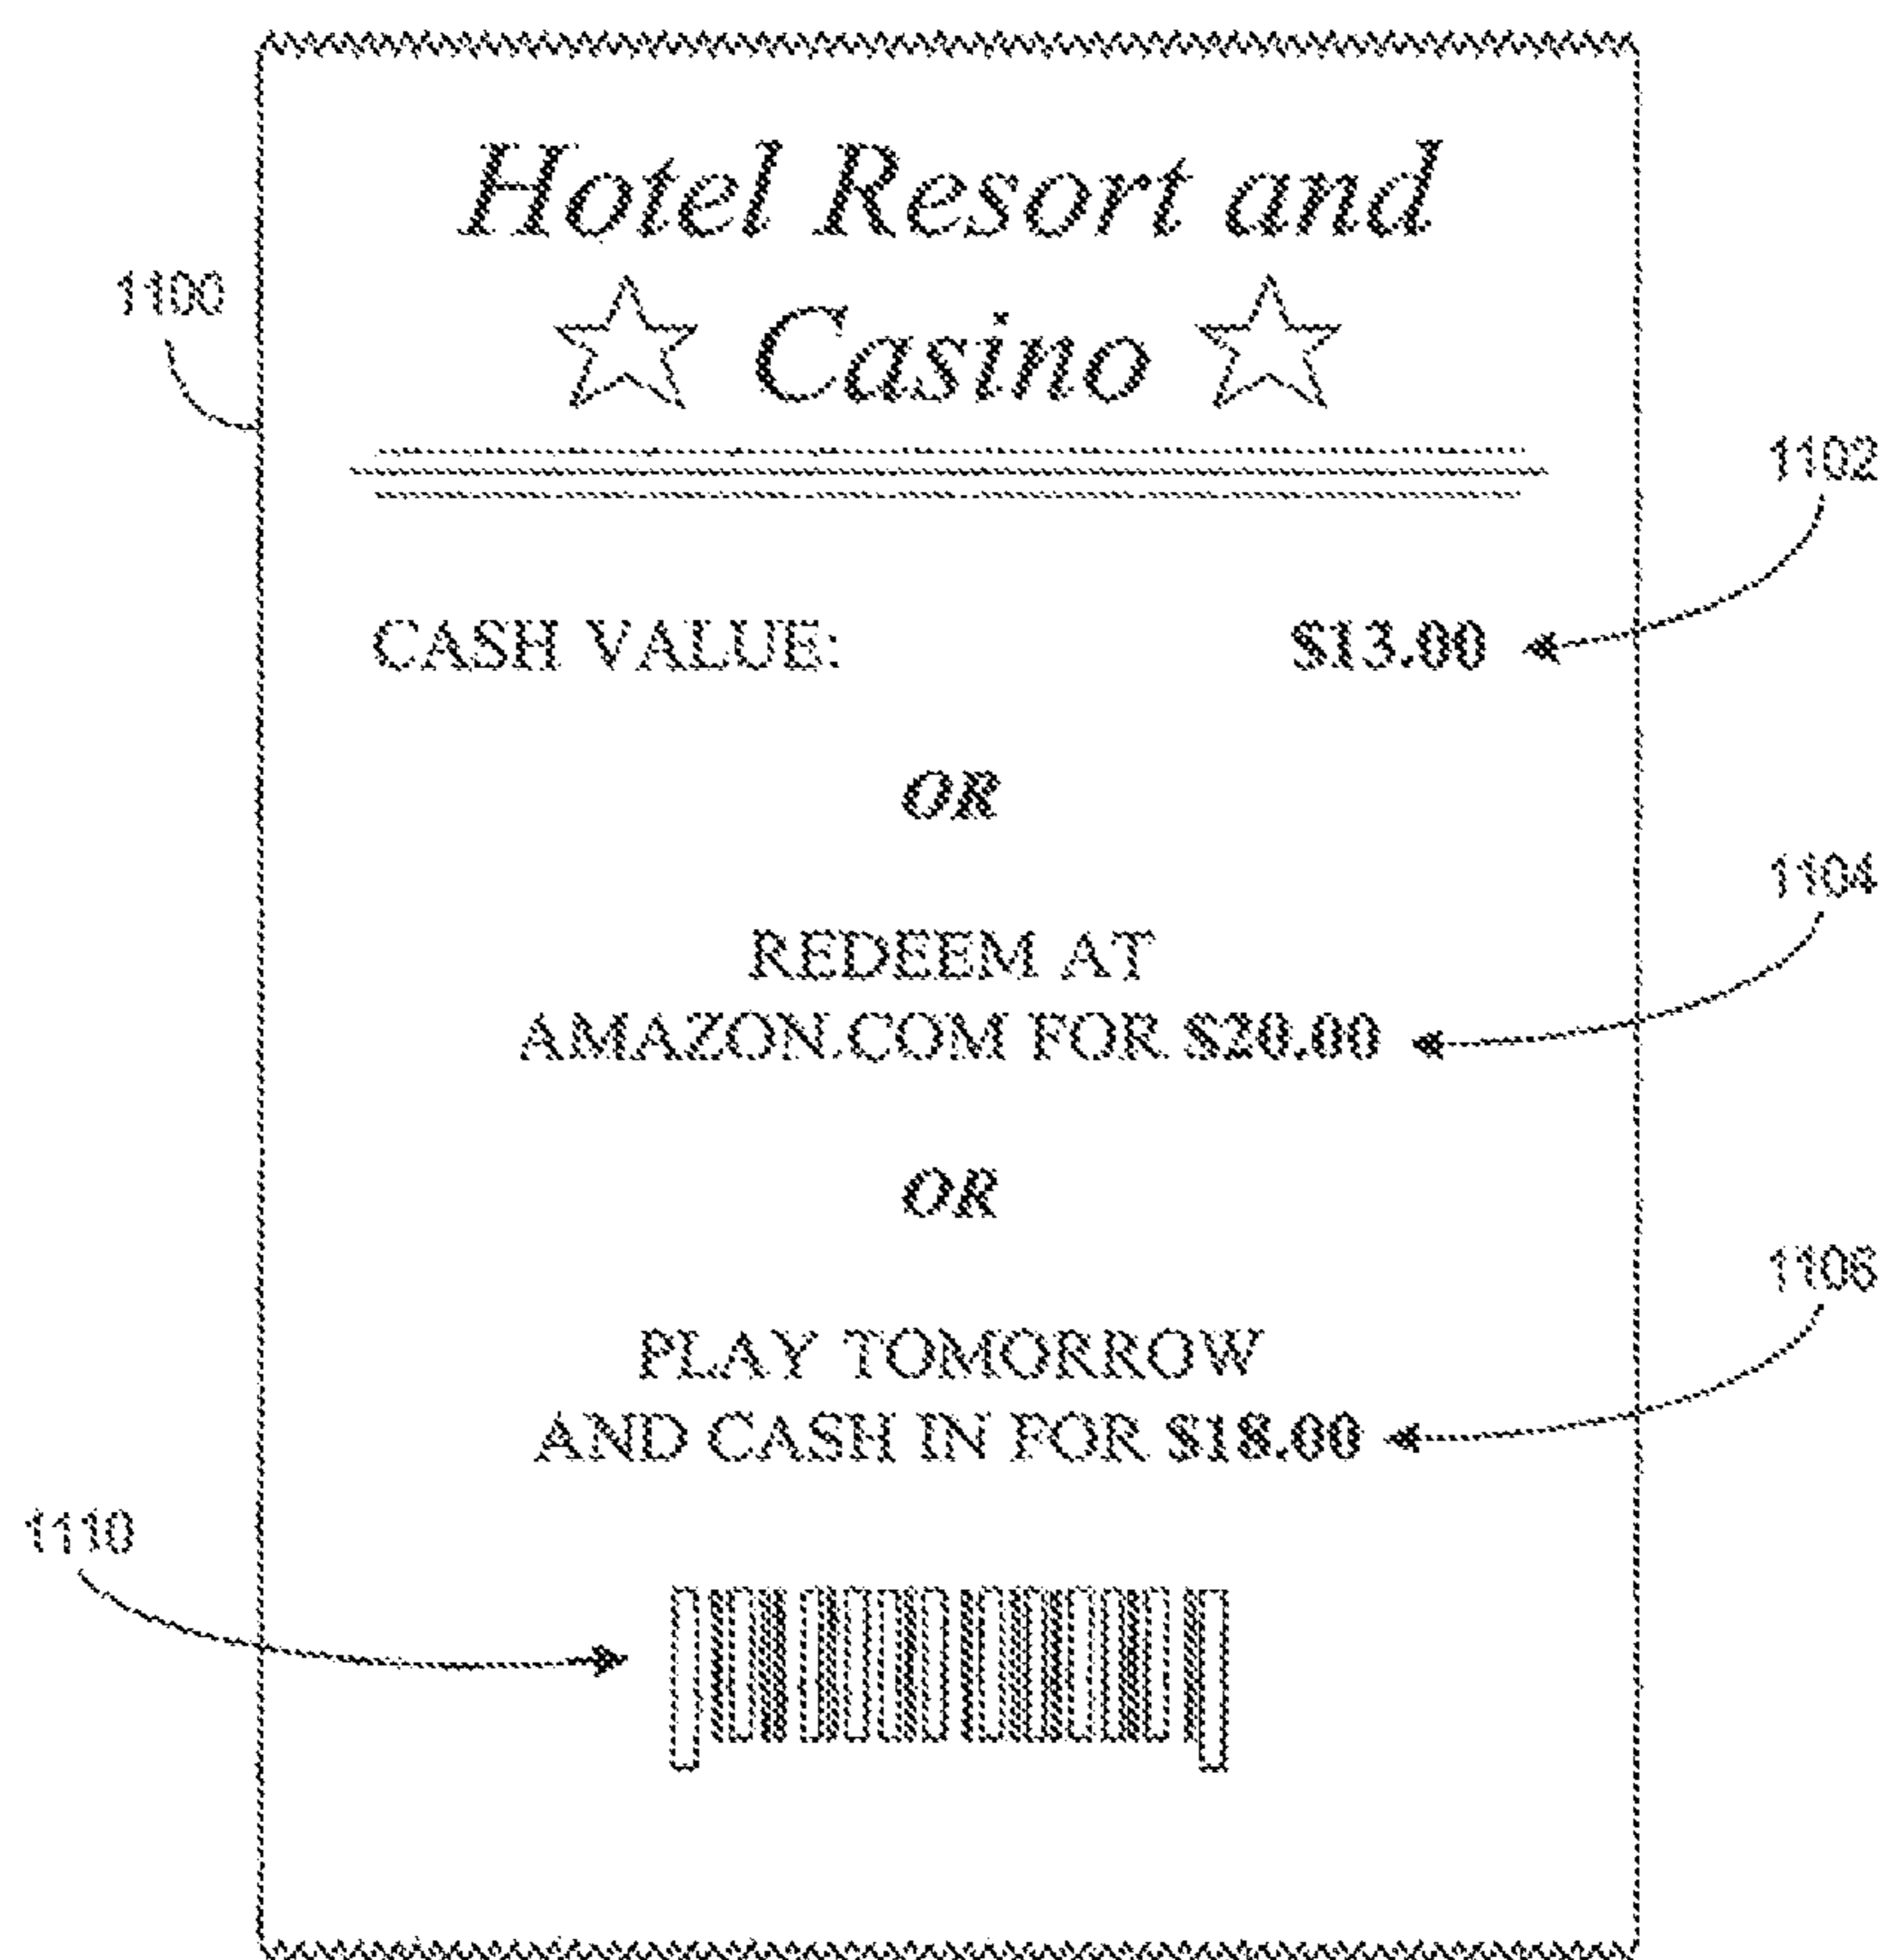 Hotel Resort and
☆ Casino ☆
1100
1102
CASH VALUE: $13.00
OR
1104
REDEEM AT
AMAZON.COM FOR $20.00
OR
1106
PLAY TOMORROW
AND CASH IN FOR $18.00
1110